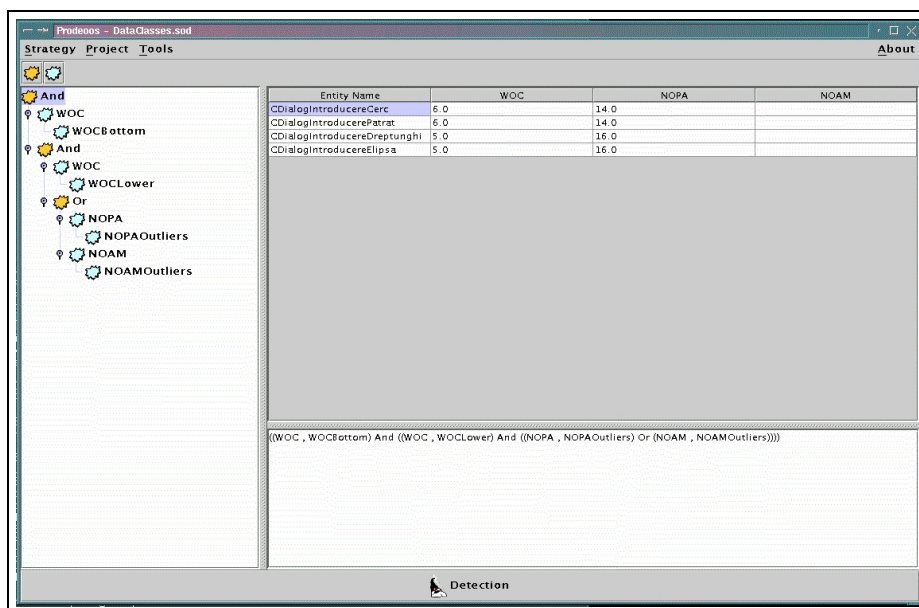 Prodeoos - DataClasses.sod
Strategy Project Tools About
And
WOC
WOCBottom
And
WOC
WOCLower
Or
NOPA
NOPAOutliers
NOAM
NOAMOutliers
Entity Name WOC NOPA NOAM
CDialogIntroducereCerc 6.0 14.0
CDialogIntroducerePatrat 6.0 14.0
CDialogIntroducereDreptunghi 5.0 16.0
CDialogIntroducereElipsa 5.0 16.0
((WOC , WOCBottom) And ((WOC , WOCLower) And ((NOPA , NOPAOutliers) Or (NOAM , NOAMOutliers))))
Detection